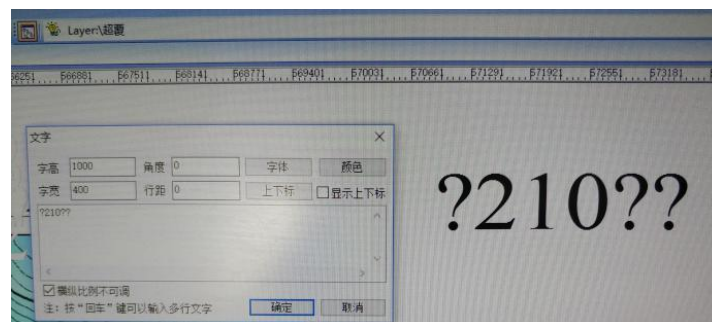 Layer:\超覆
566881 567511 568141 568771 569401 570031 570661 571291 571921 572551 573181
文字
字高 1000 角度 0 字体 颜色
字宽 400 行距 0 上下标 显示上下标
?210??
横纵比例不可调
注：按“回车”键可以输入多行文字 确定 取消
?210??